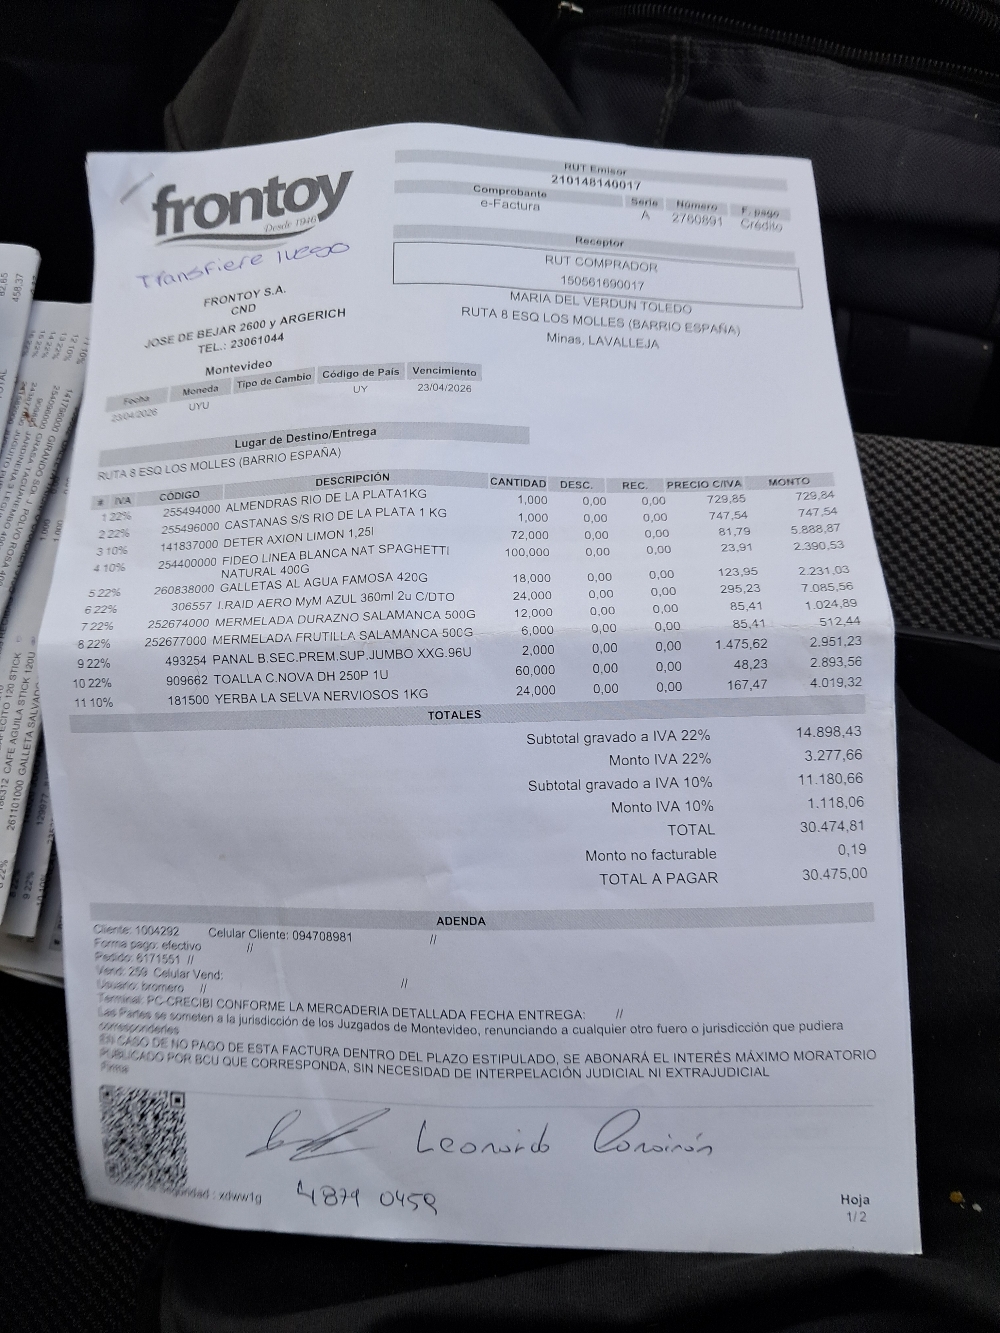 frontoy
Desde 1946
Transfiere luego
FRONTOY S.A.
CND
JOSE DE BEJAR 2600 y ARGERICH
TEL.: 23061044
Montevideo
RUT Emisor
210148140017
Comprobante Serie Número F. pago
e-Factura A 2760891 Crédito
Receptor
RUT COMPRADOR
150561690017
MARIA DEL VERDUN TOLEDO
RUTA 8 ESQ LOS MOLLES (BARRIO ESPAÑA)
Minas, LAVALLEJA
Fecha Moneda Tipo de Cambio Código de País Vencimiento
23/04/2026 UYU UY 23/04/2026
Lugar de Destino/Entrega
RUTA 8 ESQ LOS MOLLES (BARRIO ESPAÑA)
# IVA CÓDIGO DESCRIPCIÓN CANTIDAD DESC. REC. PRECIO C/IVA MONTO
1 22% 255494000 ALMENDRAS RIO DE LA PLATA1KG 1,000 0,00 0,00 729,85 729,84
2 22% 255496000 CASTANAS S/S RIO DE LA PLATA 1 KG 1,000 0,00 0,00 747,54 747,54
3 10% 141837000 DETER AXION LIMON 1,25l 72,000 0,00 0,00 81,79 5.888,87
4 10% 254400000 FIDEO LINEA BLANCA NAT SPAGHETTI 100,000 0,00 0,00 23,91 2.390,53
NATURAL 400G
5 22% 260838000 GALLETAS AL AGUA FAMOSA 420G 18,000 0,00 0,00 123,95 2.231,03
6 22% 306557 I.RAID AERO MyM AZUL 360ml 2u C/DTO 24,000 0,00 0,00 295,23 7.085,56
7 22% 252674000 MERMELADA DURAZNO SALAMANCA 500G 12,000 0,00 0,00 85,41 1.024,89
8 22% 252677000 MERMELADA FRUTILLA SALAMANCA 500G 6,000 0,00 0,00 85,41 512,44
9 22% 493254 PANAL B.SEC.PREM.SUP.JUMBO XXG.96U 2,000 0,00 0,00 1.475,62 2.951,23
10 22% 909662 TOALLA C.NOVA DH 250P 1U 60,000 0,00 0,00 48,23 2.893,56
11 10% 181500 YERBA LA SELVA NERVIOSOS 1KG 24,000 0,00 0,00 167,47 4.019,32
TOTALES
Subtotal gravado a IVA 22% 14.898,43
Monto IVA 22% 3.277,66
Subtotal gravado a IVA 10% 11.180,66
Monto IVA 10% 1.118,06
TOTAL 30.474,81
Monto no facturable 0,19
TOTAL A PAGAR 30.475,00
ADENDA
Cliente: 1004292 Celular Cliente: 094708981 //
Forma pago: efectivo //
Pedido: 6171551 //
Vend: 259 Celular Vend: //
Usuario: bromero //
Terminal: PC-CRECIBI CONFORME LA MERCADERIA DETALLADA FECHA ENTREGA: //
Las Partes se someten a la jurisdicción de los Juzgados de Montevideo, renunciando a cualquier otro fuero o jurisdicción que pudiera
corresponderles
EN CASO DE NO PAGO DE ESTA FACTURA DENTRO DEL PLAZO ESTIPULADO, SE ABONARÁ EL INTERÉS MÁXIMO MORATORIO
PUBLICADO POR BCU QUE CORRESPONDA, SIN NECESIDAD DE INTERPELACIÓN JUDICIAL NI EXTRAJUDICIAL
Firma
Leonardo
Seguridad : xdww1g
4879 0459
Hoja
1/2
CAFE AGUILA STICK 120U
261101000 GALLETA SALVADO